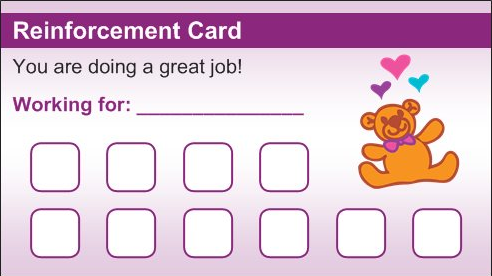 Reinforcement Card
You are doing a great job!
Working for: _______________